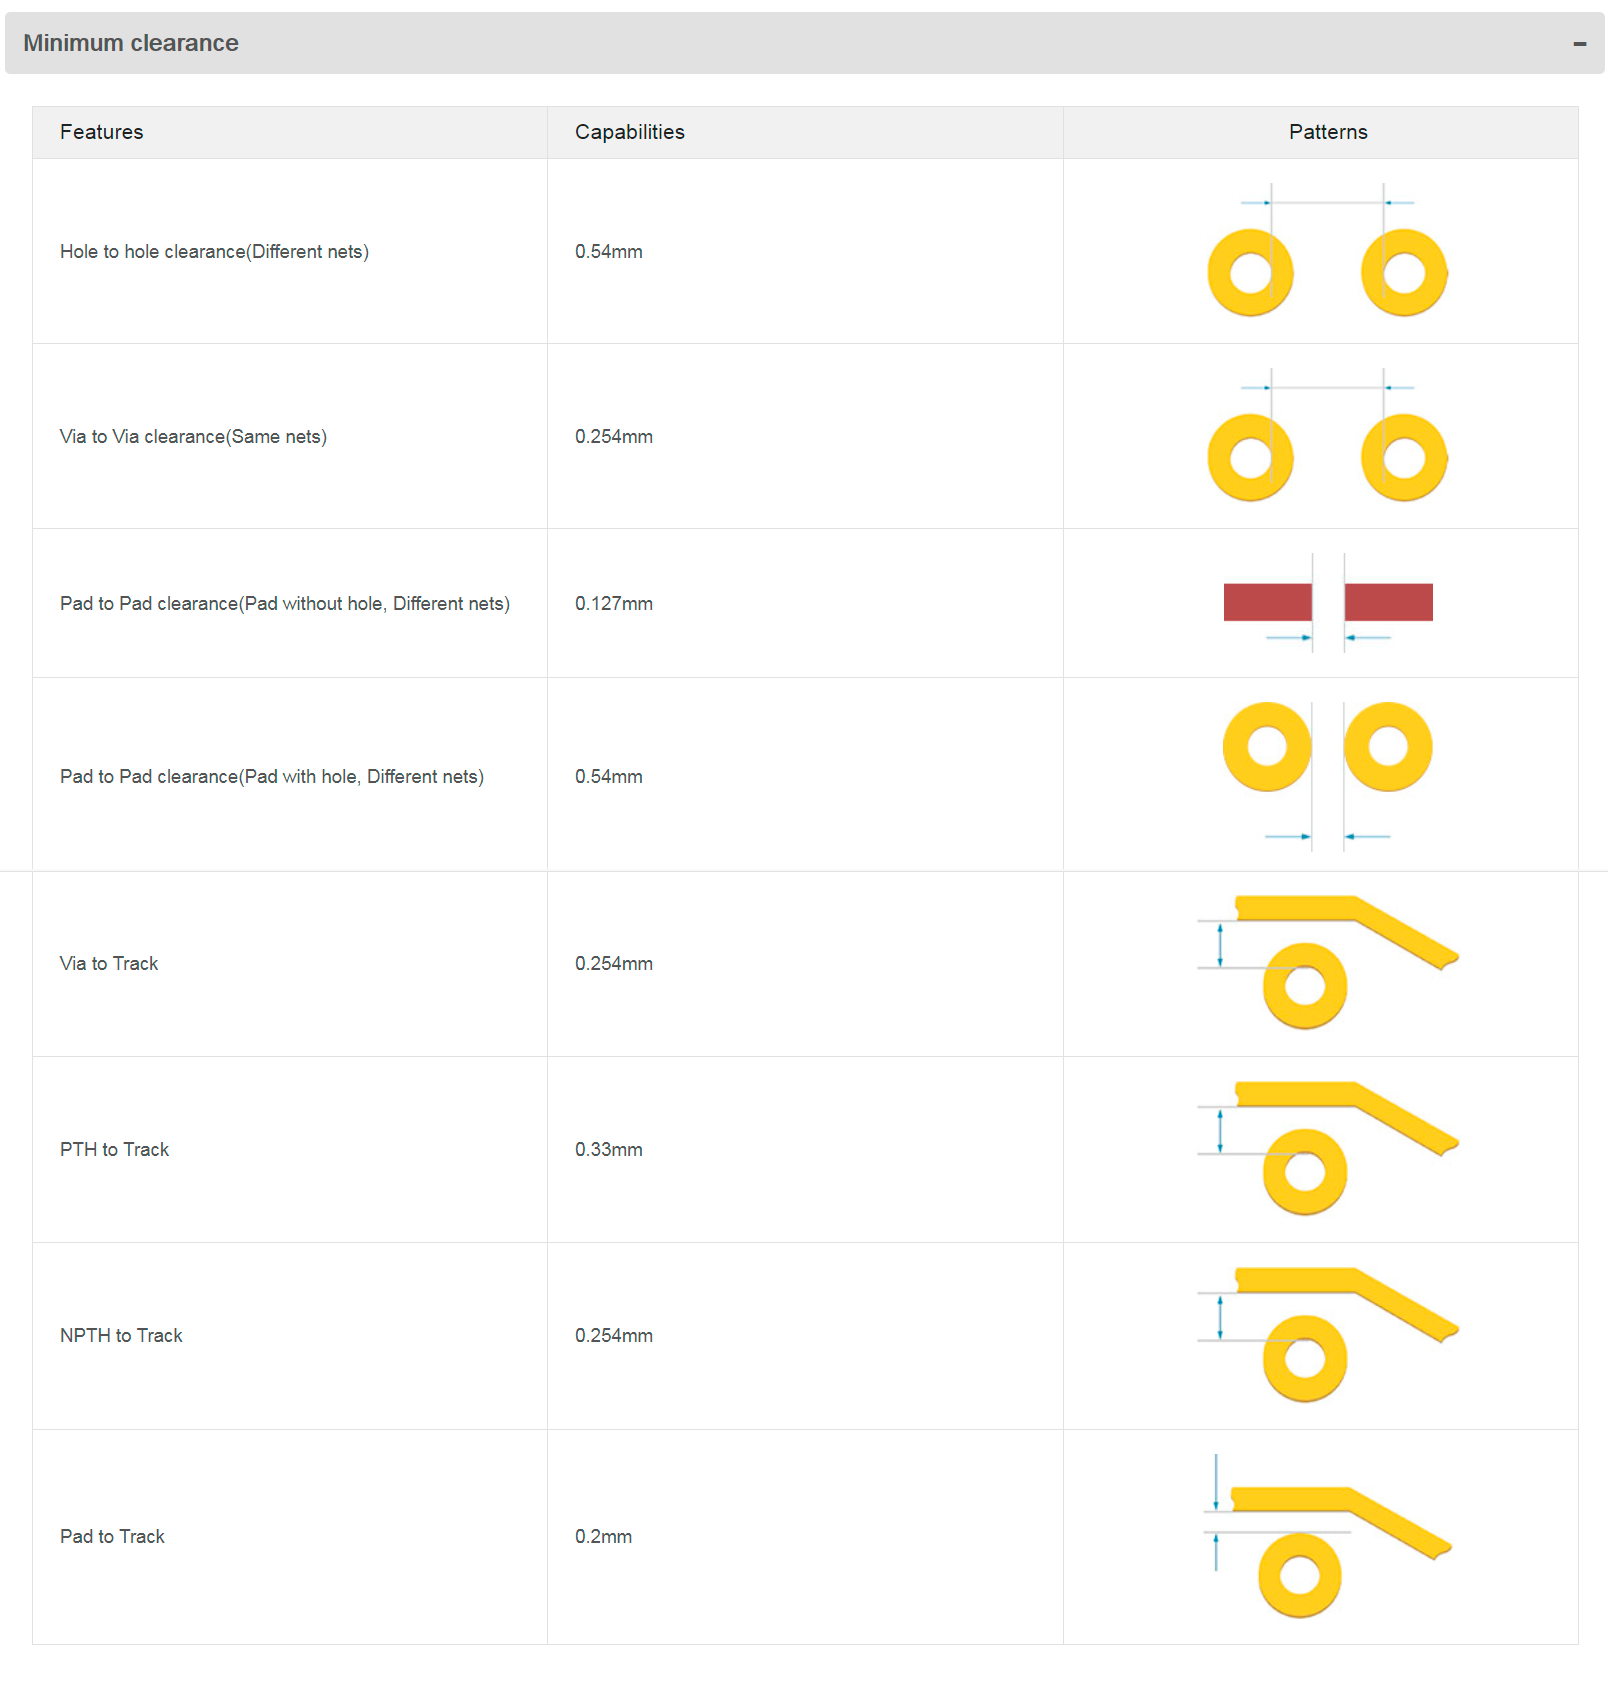 Minimum clearance
Features Capabilities Patterns
Hole to hole clearance(Different nets) 0.54mm
Via to Via clearance(Same nets) 0.254mm
Pad to Pad clearance(Pad without hole, Different nets) 0.127mm
Pad to Pad clearance(Pad with hole, Different nets) 0.54mm
Via to Track 0.254mm
PTH to Track 0.33mm
NPTH to Track 0.254mm
Pad to Track 0.2mm